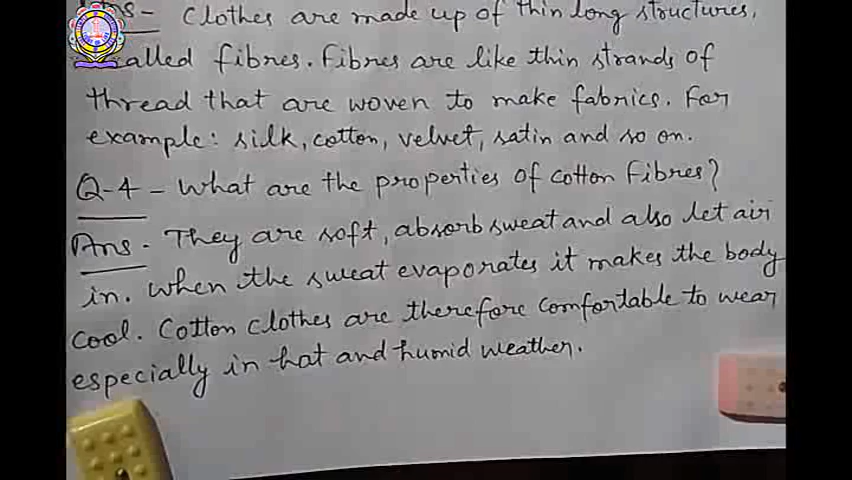 Ans- Clothes are made up of thin long structures,
called fibres. Fibres are like thin strands of
thread that are woven to make fabrics. For
example: silk, cotton, velvet, satin and so on.
Q-4 - What are the properties of cotton Fibres?
Ans- They are soft, absorb sweat and also let air
in. When the sweat evaporates it makes the body
cool. Cotton clothes are therefore comfortable to wear
especially in hat and humid weather.